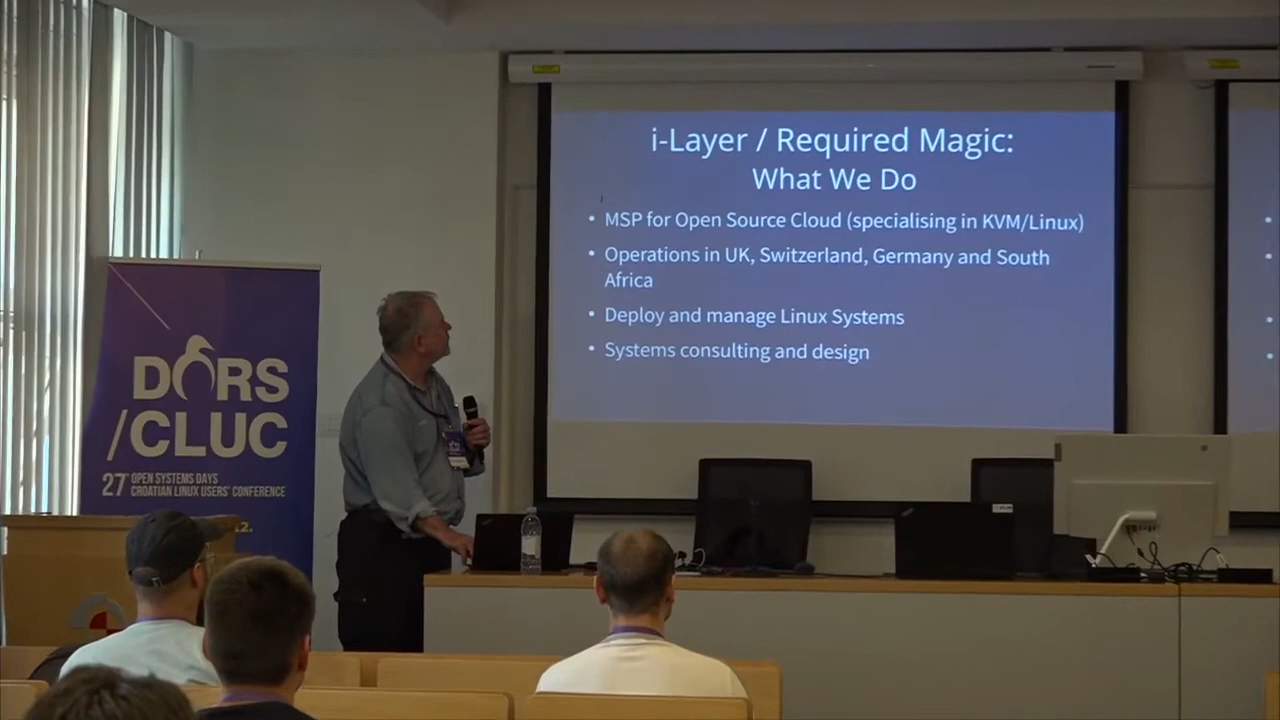 i-Layer / Required Magic:
What We Do
• MSP for Open Source Cloud (specialising in KVM/Linux)
• Operations in UK, Switzerland, Germany and South
Africa
• Deploy and manage Linux Systems
• Systems consulting and design
DORS
/CLUC
27° OPEN SYSTEMS DAYS
CROATIAN LINUX USERS' CONFERENCE
2.